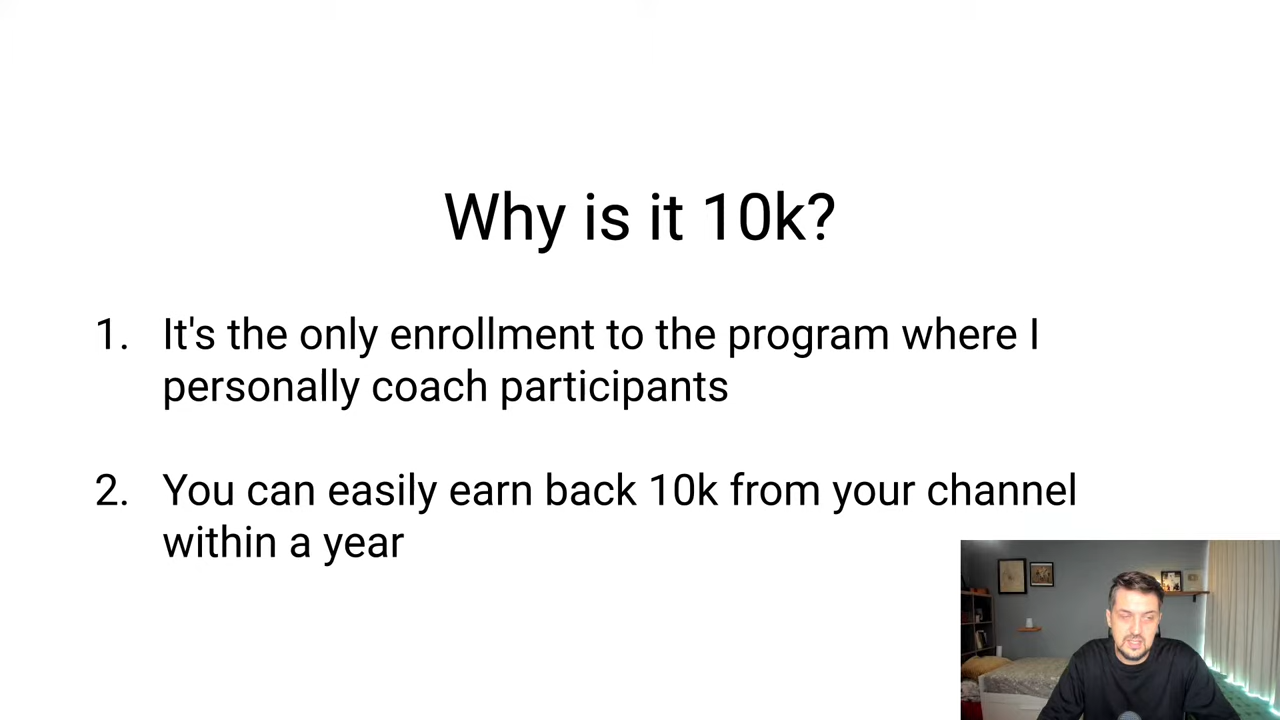 Why is it 10k?
1. It's the only enrollment to the program where I
personally coach participants
2. You can easily earn back 10k from your channel
within a year